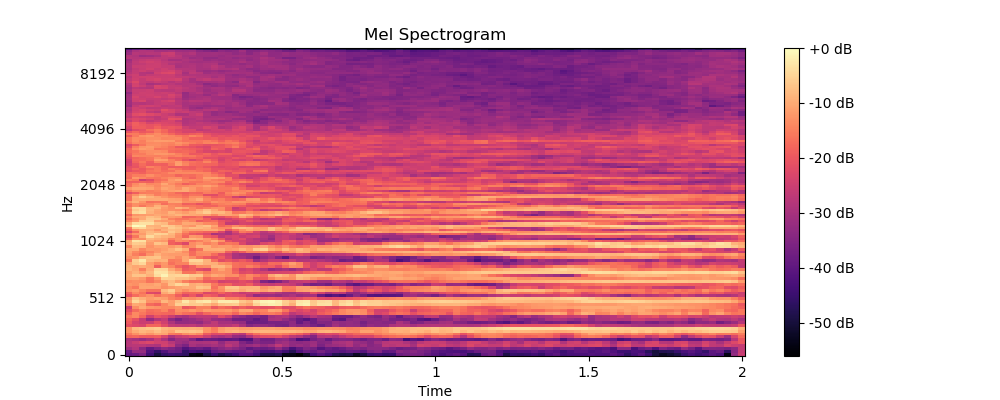 Mel Spectrogram
Hz
8192
4096
2048
1024
512
0
0 0.5 1 1.5 2
Time
+0 dB
-10 dB
-20 dB
-30 dB
-40 dB
-50 dB